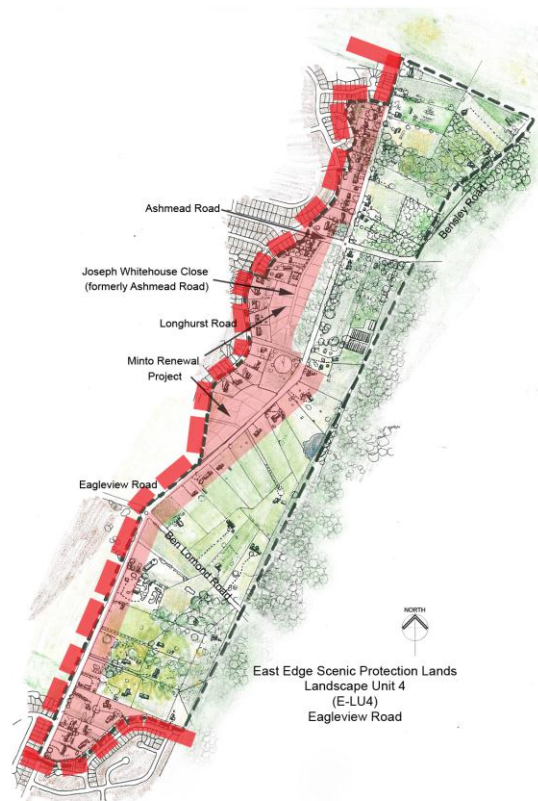 Bensley Road
Ashmead Road
Joseph Whitehouse Close
(formerly Ashmead Road)
Longhurst Road
Minto Renewal
Project
Eagleview Road
Ben Lomond Road
NORTH
East Edge Scenic Protection Lands
Landscape Unit 4
(E-LU4)
Eagleview Road